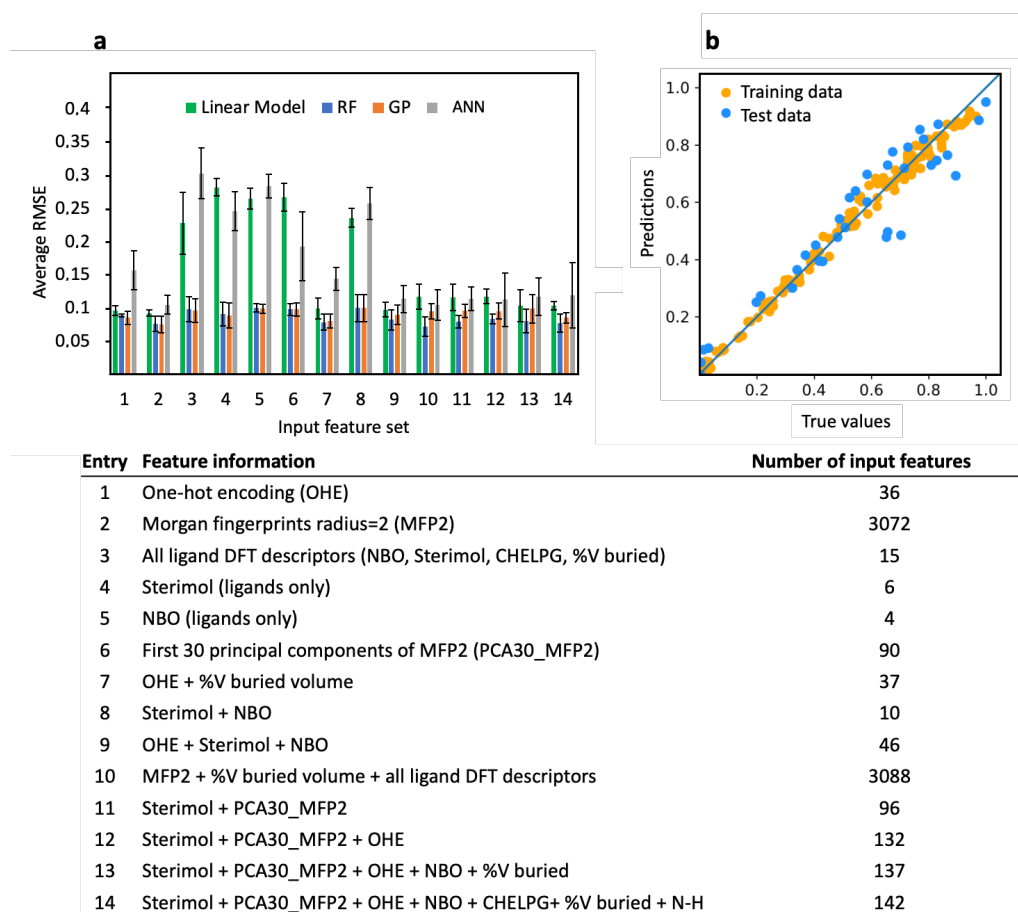 a
0,4
0.35
0.3
0.25
0.2
0.15
0.1
0.05
Average RMSE
Linear Model RF GP ANN
1 2 3 4 5 6 7 8 9 10 11 12 13 14
Input feature set
b
1.0
0.8
0.6
0.4
0.2
Predictions
Training data
Test data
0.2 0.4 0.6 0.8 1.0
True values
Entry Feature information Number of input features
1 One-hot encoding (OHE) 36
2 Morgan fingerprints radius=2 (MFP2) 3072
3 All ligand DFT descriptors (NBO, Sterimol, CHELPG, %V buried) 15
4 Sterimol (ligands only) 6
5 NBO (ligands only) 4
6 First 30 principal components of MFP2 (PCA30_MFP2) 90
7 OHE + %V buried volume 37
8 Sterimol + NBO 10
9 OHE + Sterimol + NBO 46
10 MFP2 + %V buried volume + all ligand DFT descriptors 3088
11 Sterimol + PCA30_MFP2 96
12 Sterimol + PCA30_MFP2 + OHE 132
13 Sterimol + PCA30_MFP2 + OHE + NBO + %V buried 137
14 Sterimol + PCA30_MFP2 + OHE + NBO + CHELPG+ %V buried + N-H 142